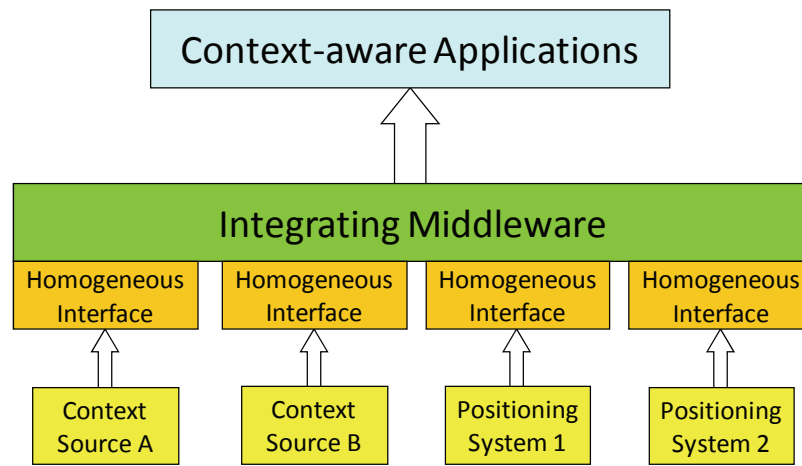 Context-aware Applications
Integrating Middleware
Homogeneous
Interface
Homogeneous
Interface
Homogeneous
Interface
Homogeneous
Interface
Context
Source A
Context
Source B
Positioning
System 1
Positioning
System 2